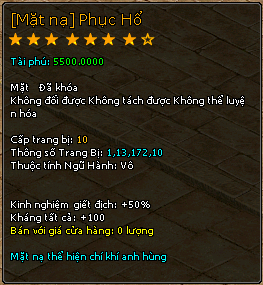 [Mặt nạ] Phục Hổ
Tài phú: 5500.0000
Mặt Đã khóa
Không đổi được Không tách được Không thể luyệ
n hóa
Cấp trang bị: 10
Thông số Trang Bị: 1,13,172,10
Thuộc tính Ngũ Hành: Vô
Kinh nghiệm giết địch: +50%
Kháng tất cả: +100
Bán với giá cửa hàng: 0 lượng
Mặt nạ thể hiện chí khí anh hùng